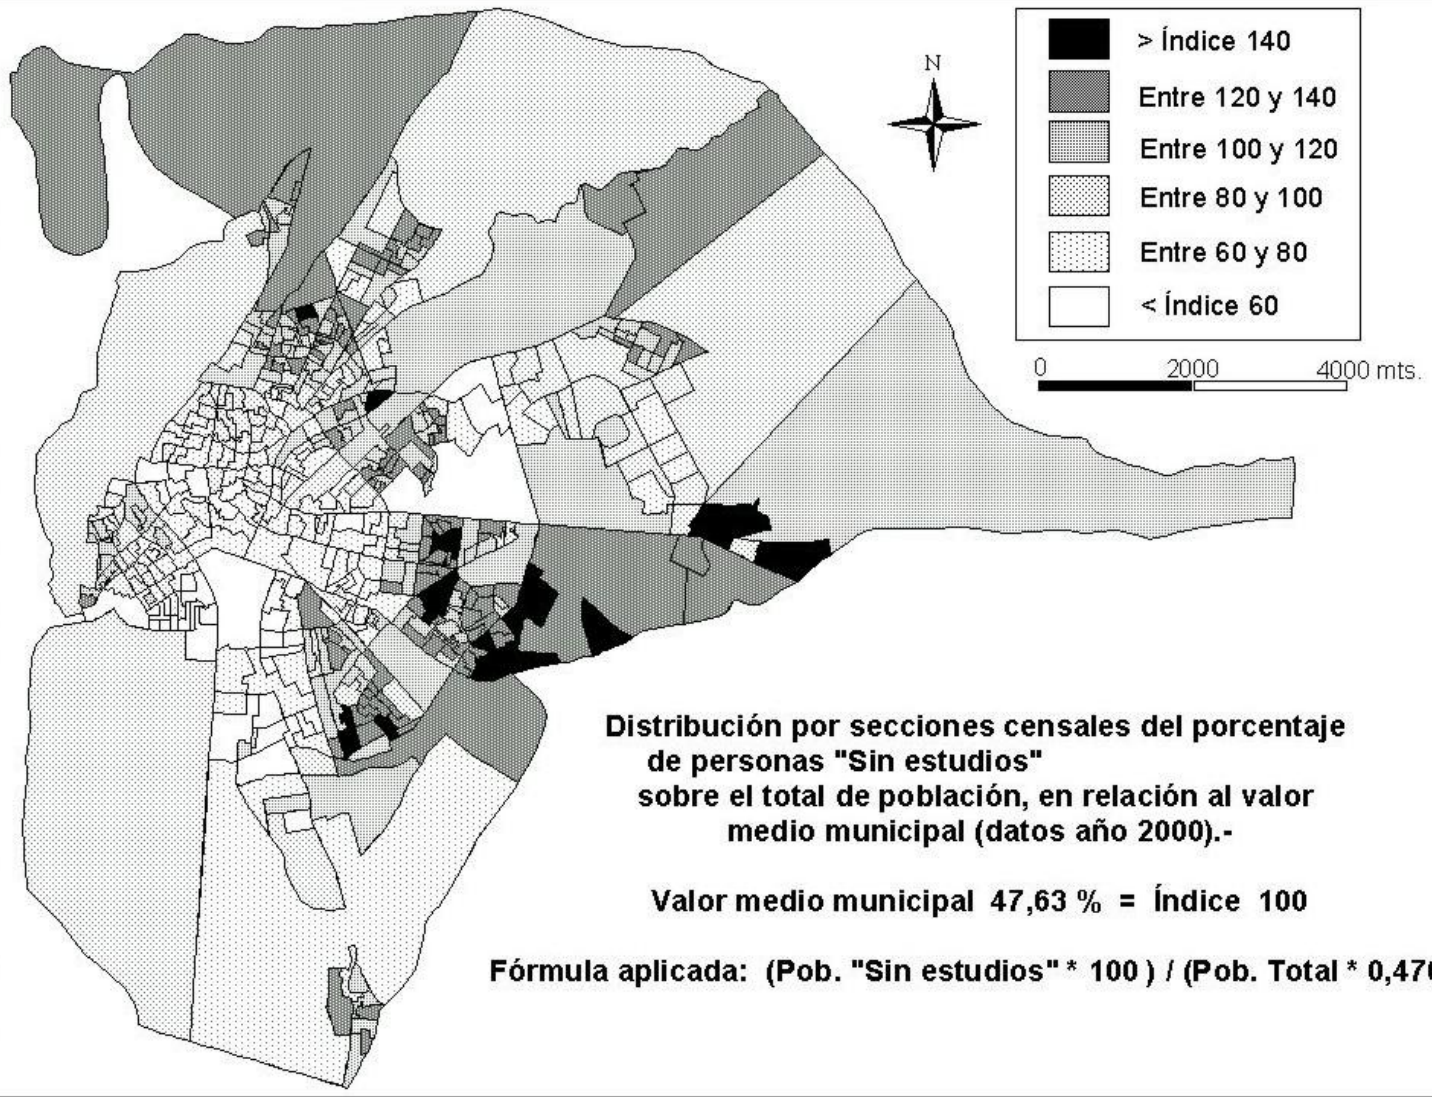 N
> Índice 140
Entre 120 y 140
Entre 100 y 120
Entre 80 y 100
Entre 60 y 80
< Índice 60
0 2000 4000 mts.
Distribución por secciones censales del porcentaje
de personas "Sin estudios"
sobre el total de población, en relación al valor
medio municipal (datos año 2000).-
Valor medio municipal 47,63 % = Índice 100
Fórmula aplicada: (Pob. "Sin estudios" * 100 ) / (Pob. Total * 0,47